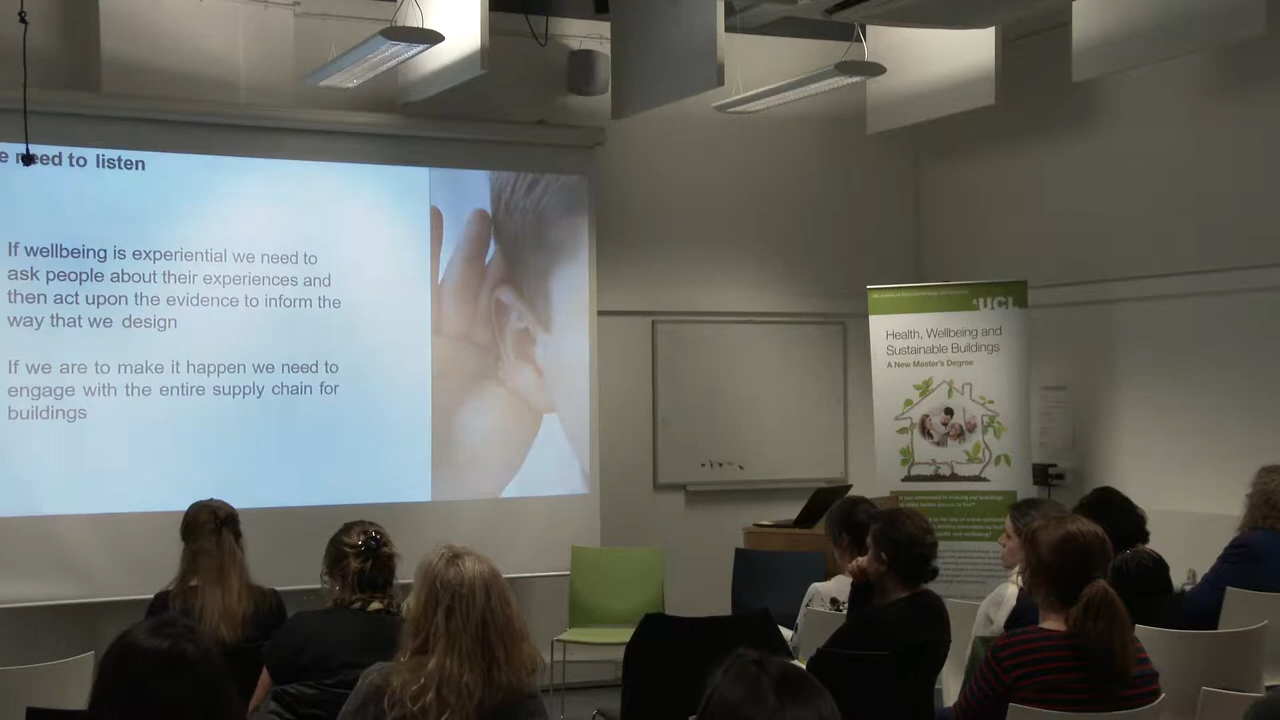 e need to listen
If wellbeing is experiential we need to
ask people about their experiences and
then act upon the evidence to inform the
way that we design
If we are to make it happen we need to
engage with the entire supply chain for
buildings
UCL
Health, Wellbeing and
Sustainable Buildings
A New Master's Degree